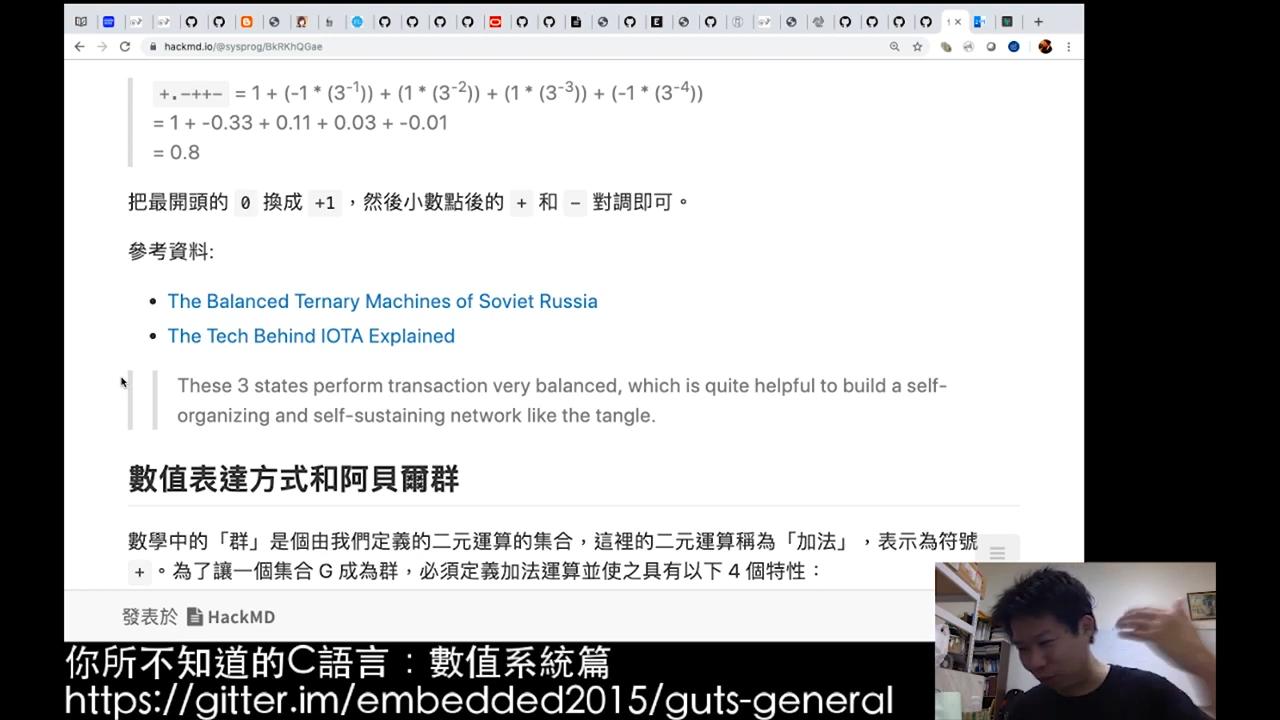 hackmd.io/@sysprog/BkRKhQGae
+.-++- = 1 + (-1 * (3^-1)) + (1 * (3^-2)) + (1 * (3^-3)) + (-1 * (3^-4))
= 1 + -0.33 + 0.11 + 0.03 + -0.01
= 0.8
把最開頭的 0 換成 +1，然後小數點後的 + 和 - 對調即可。
參考資料:
• The Balanced Ternary Machines of Soviet Russia
• The Tech Behind IOTA Explained
These 3 states perform transaction very balanced, which is quite helpful to build a self-
organizing and self-sustaining network like the tangle.
數值表達方式和阿貝爾群
數學中的「群」是個由我們定義的二元運算的集合，這裡的二元運算稱為「加法」，表示為符號
+。為了讓一個集合 G 成為群，必須定義加法運算並使之具有以下 4 個特性：
發表於 HackMD
你所不知道的C語言：數值系統篇
https://gitter.im/embedded2015/guts-general